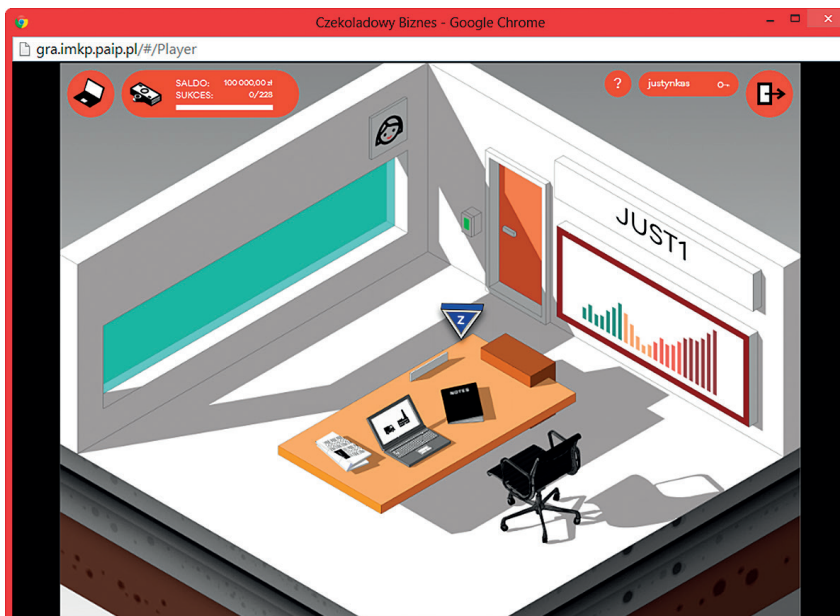 Czekoladowy Biznes - Google Chrome
gra.imkp.paip.pl/#/Player
SALDO: 100 000,00 zł
SUKCES: 0/228
?
justynkas
JUST1
Z
NOTES